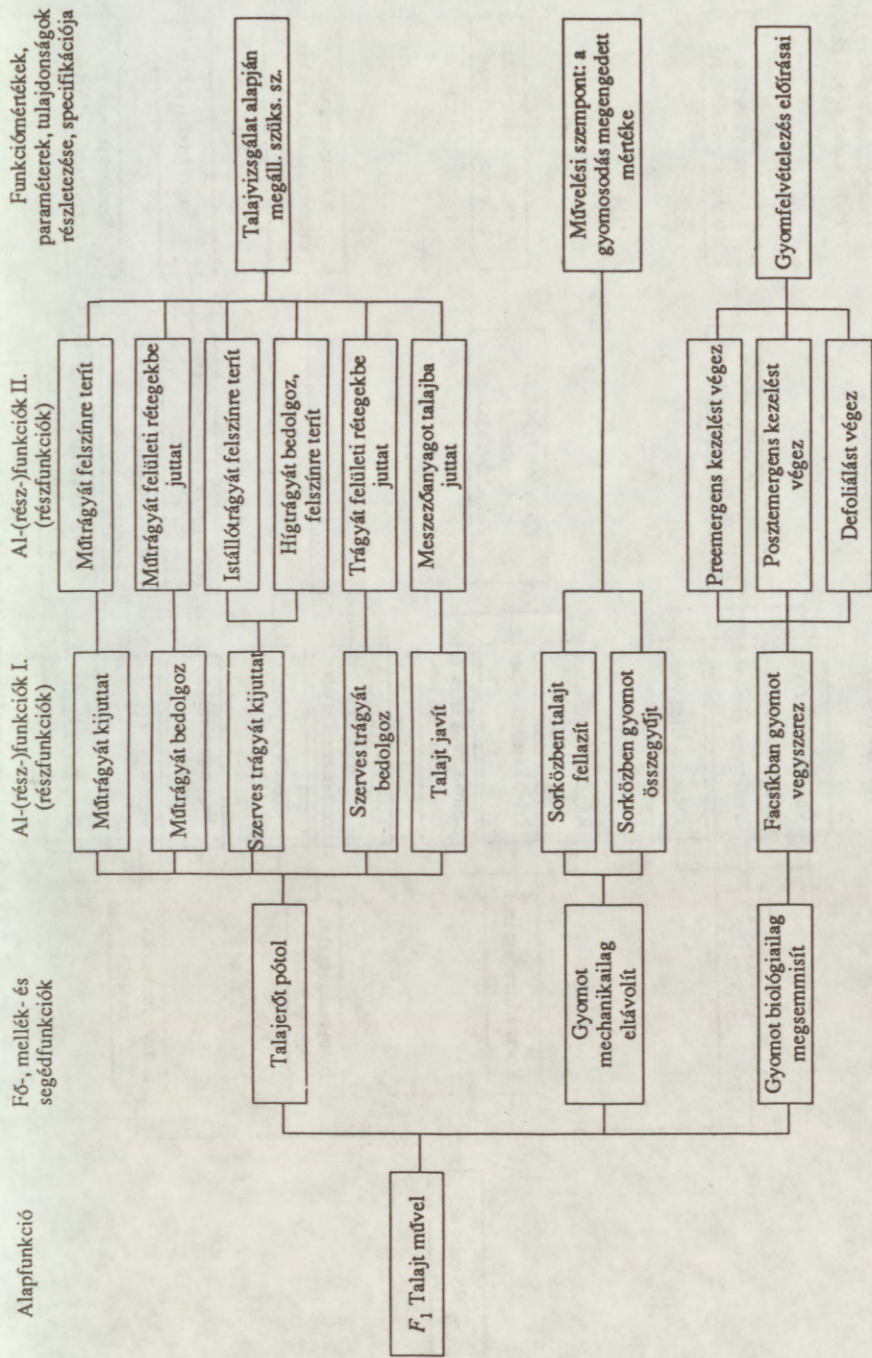 Alapfunkció
Fő-, mellék- és
segédfunkciók
Al-(rész-)funkciók I.
(részfunkciók)
Al-(rész-)funkciók II.
(részfunkciók)
Funkciómértékek,
paraméterek, tulajdonságok
részletezése, specifikációja
F₁ Talajt művel
Talajerőt pótol
Gyomot
mechanikailag
eltávolít
Gyomot biológiailag
megsemmisít
Műtrágyát kijuttat
Műtrágyát bedolgoz
Szerves trágyát kijuttat
Szerves trágyát
bedolgoz
Talajt javít
Sorközben talajt
fellazít
Sorközben gyomot
összegyűjt
Facsíkban gyomot
vegyszerez
Műtrágyát felszínre terít
Műtrágyát felületi rétegekbe
juttat
Istállótrágyát felszínre terít
Hígtrágyát bedolgoz,
felszínre terít
Trágyát felületi rétegekbe
juttat
Meszezőanyagot talajba
juttat
Preemergens kezelést végez
Posztemergens kezelést
végez
Defoliálást végez
Talajvizsgálat alapján
megáll. szüks. sz.
Művelési szempont: a
gyomosodás megengedett
mértéke
Gyomfelvételezés előírásai